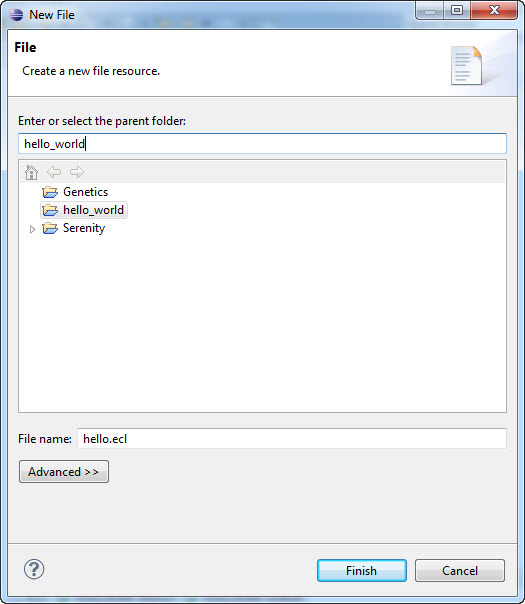 New File
File
Create a new file resource.
Enter or select the parent folder:
hello_world
Genetics
hello_world
Serenity
File name: hello.ecl
Advanced >>
? Finish Cancel